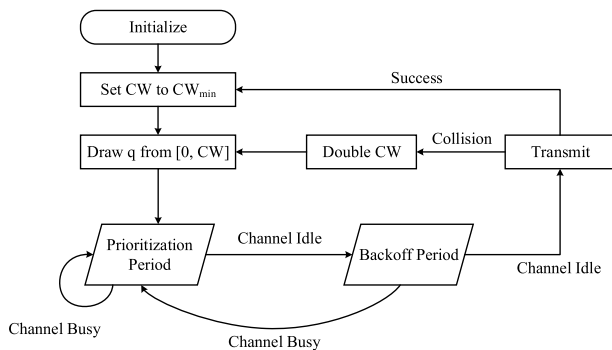 Initialize
Success
Set CW to CWmin
Collision
Draw q from [0, CW]
Double CW
Transmit
Channel Idle
Prioritization
Period
Backoff Period
Channel Idle
Channel Busy
Channel Busy